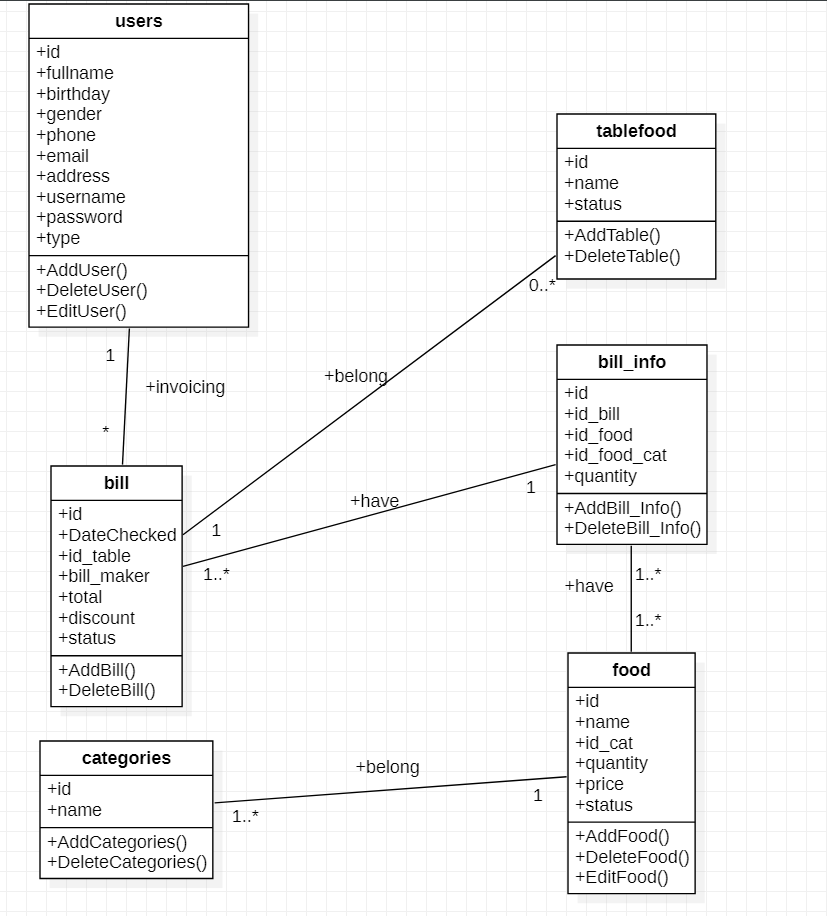 users
+id
+fullname
+birthday
+gender
+phone
+email
+address
+username
+password
+type
+AddUser()
+DeleteUser()
+EditUser()
tablefood
+id
+name
+status
+AddTable()
+DeleteTable()
0..*
1
+invoicing
*
+belong
bill_info
+id
+id_bill
+id_food
+id_food_cat
+quantity
+AddBill_Info()
+DeleteBill_Info()
bill
+id
+DateChecked
+id_table
+bill_maker
+total
+discount
+status
+AddBill()
+DeleteBill()
1
+have
1
1..*
+have
1..*
1..*
food
+id
+name
+id_cat
+quantity
+price
+status
+AddFood()
+DeleteFood()
+EditFood()
categories
+id
+name
+AddCategories()
+DeleteCategories()
+belong
1..*
1